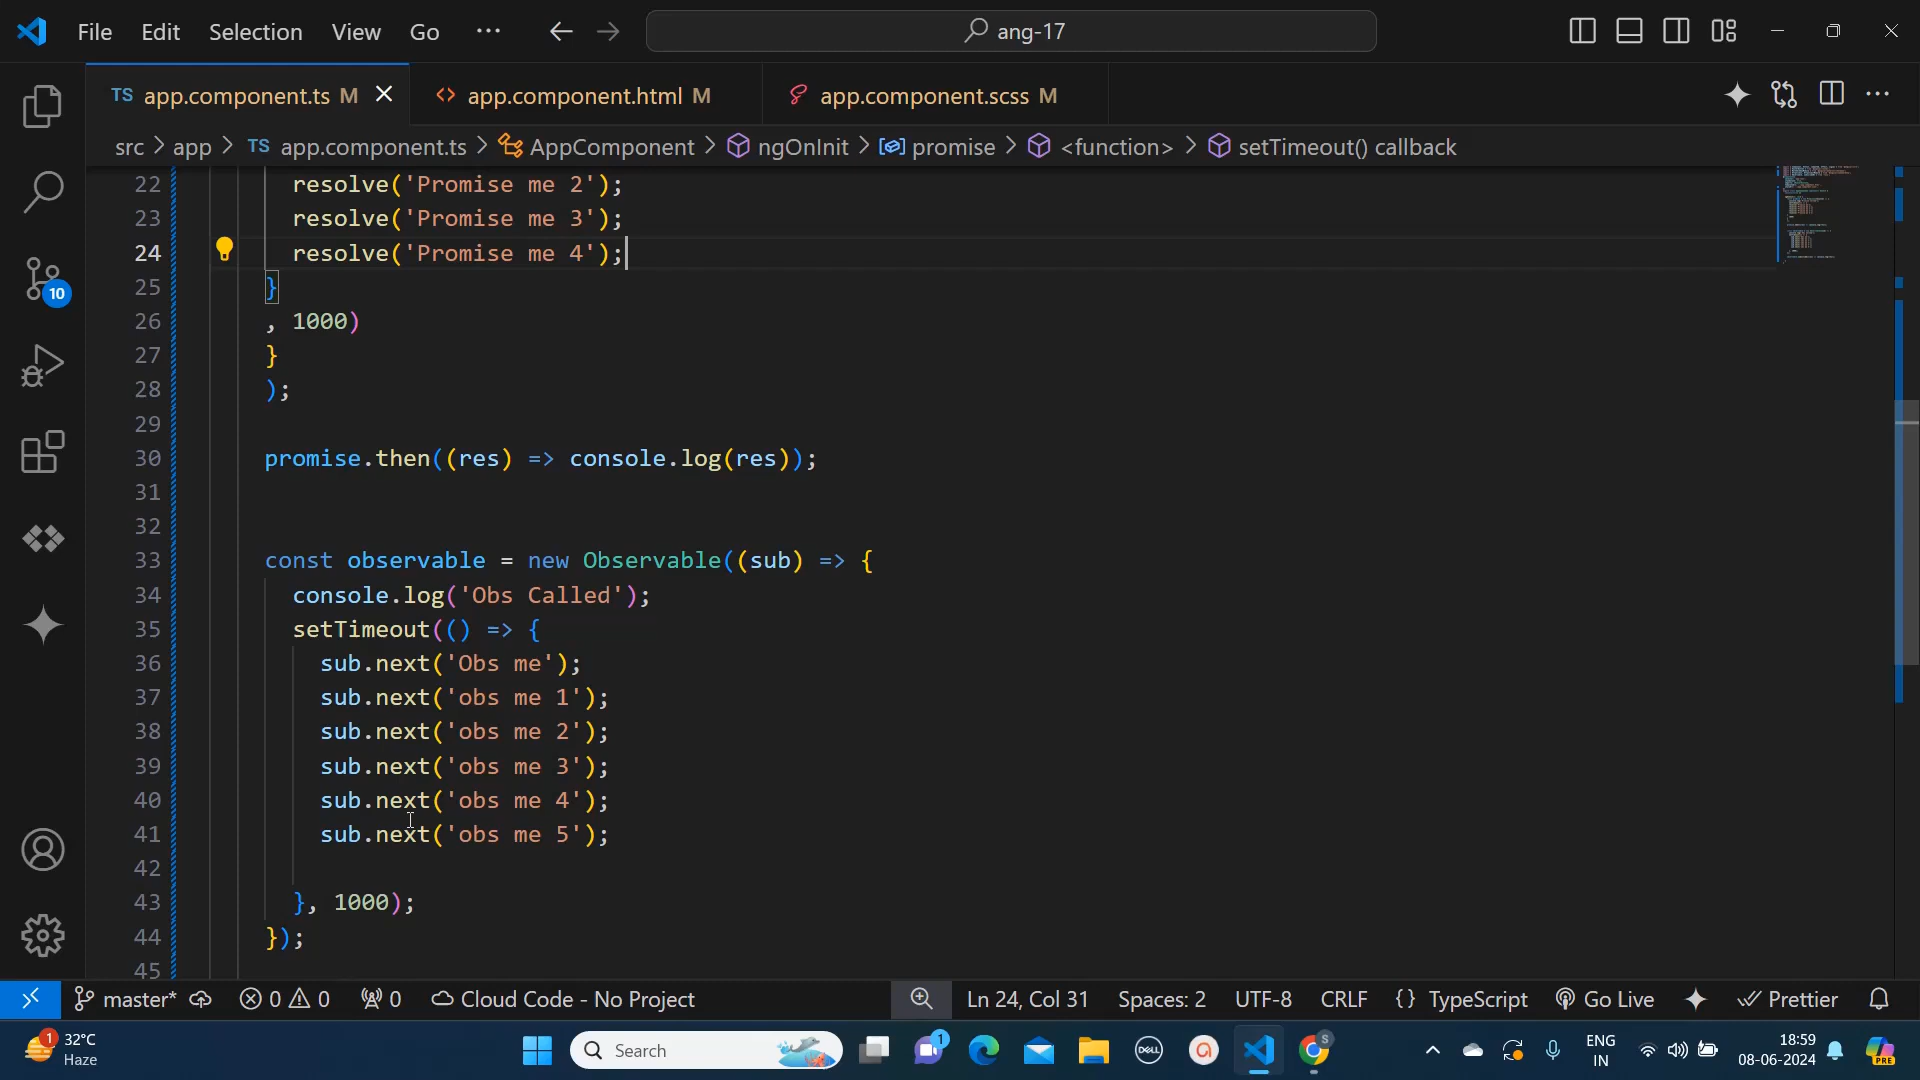 File Edit Selection View Go ··· ang-17
TS app.component.ts M app.component.html M app.component.scss M
src > app > TS app.component.ts > AppComponent > ngOnInit > promise > <function> > setTimeout() callback
22 resolve('Promise me 2');
23 resolve('Promise me 3');
24 resolve('Promise me 4');
25 }
26 , 1000)
27 }
28 );
29
30 promise.then((res) => console.log(res));
31
32
33 const observable = new Observable((sub) => {
34 console.log('Obs Called');
35 setTimeout(() => {
36 sub.next('Obs me');
37 sub.next('obs me 1');
38 sub.next('obs me 2');
39 sub.next('obs me 3');
40 sub.next('obs me 4');
41 sub.next('obs me 5');
42
43 }, 1000);
44 });
45
10
master* 0 0 0 Cloud Code - No Project Ln 24, Col 31 Spaces: 2 UTF-8 CRLF {} TypeScript Go Live Prettier
1 32°C
Haze
Search
1
DELL
a
S
ENG
IN
18:59
08-06-2024
PRE